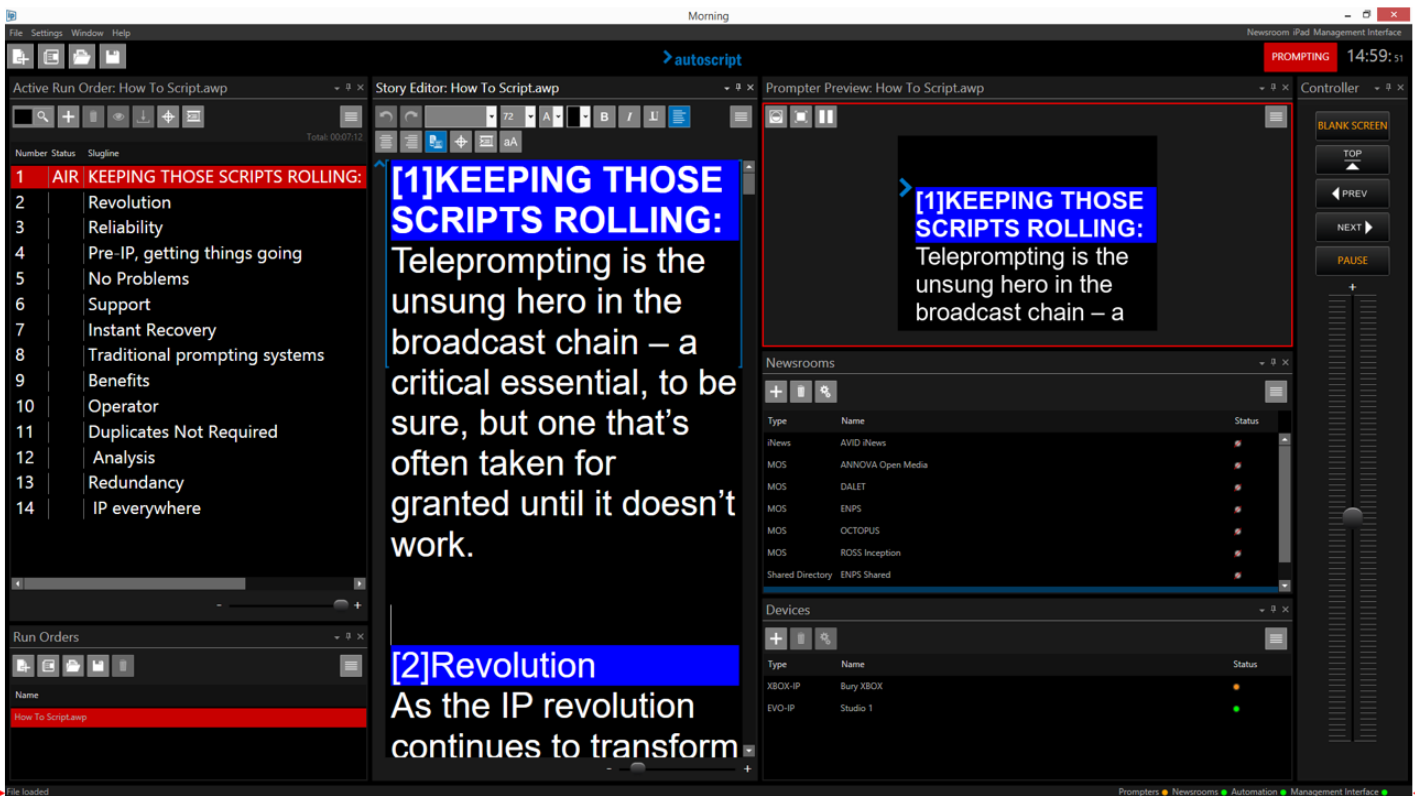 Morning
File Settings Window Help
Newsroom iPad Management Interface
autoscript
PROMPTING 14:59:51
Active Run Order: How To Script.awp
Total: 00:07:12
Number Status Slugline
1 AIR KEEPING THOSE SCRIPTS ROLLING:
2 Revolution
3 Reliability
4 Pre-IP, getting things going
5 No Problems
6 Support
7 Instant Recovery
8 Traditional prompting systems
9 Benefits
10 Operator
11 Duplicates Not Required
12 Analysis
13 Redundancy
14 IP everywhere
- +
Run Orders
Name
How To Script.awp
File loaded
Story Editor: How To Script.awp
72 A B I U
aA
[1]KEEPING THOSE
SCRIPTS ROLLING:
Teleprompting is the
unsung hero in the
broadcast chain – a
critical essential, to be
sure, but one that’s
often taken for
granted until it doesn’t
work.
[2]Revolution
As the IP revolution
continues to transform
- +
Prompter Preview: How To Script.awp
[1]KEEPING THOSE
SCRIPTS ROLLING:
Teleprompting is the
unsung hero in the
broadcast chain – a
Newsrooms
Type Name Status
iNews AVID iNews
MOS ANNOVA Open Media
MOS DALET
MOS ENPS
MOS OCTOPUS
MOS ROSS Inception
Shared Directory ENPS Shared
Devices
Type Name Status
XBOX-IP Bury XBOX
EVO-IP Studio 1
Controller
BLANK SCREEN
TOP
PREV
NEXT
PAUSE
+
-
Prompters Newsrooms Automation Management Interface